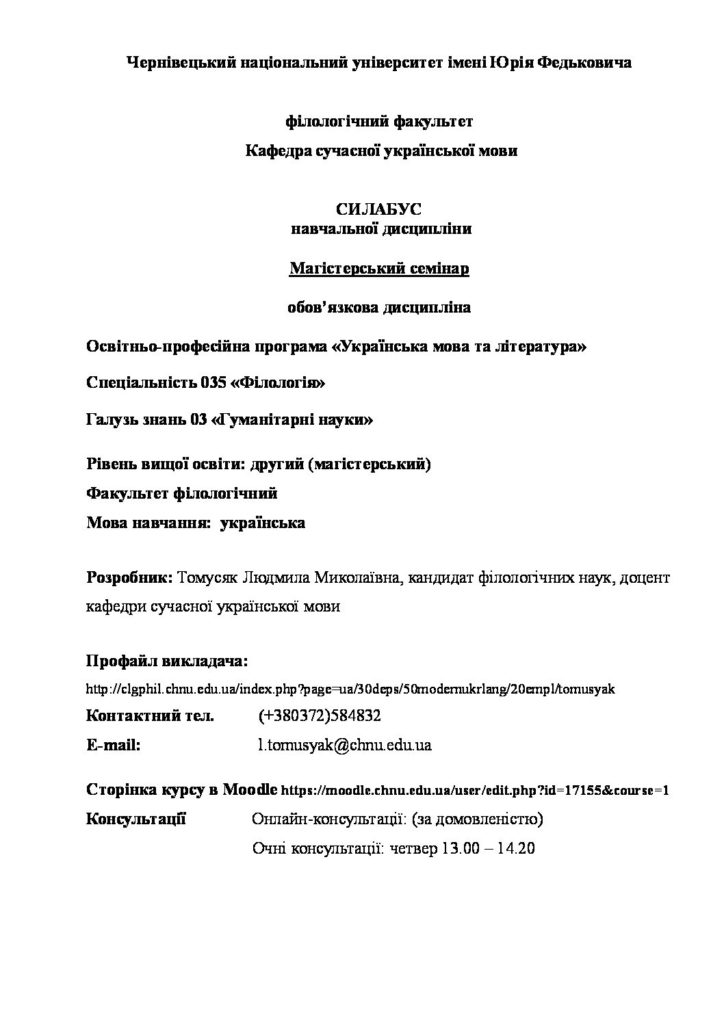 Чернівецький національний університет імені Юрія Федьковича
філологічний факультет
Кафедра сучасної української мови
СИЛАБУС
навчальної дисципліни
Магістерський семінар
обов’язкова дисципліна
Освітньо-професійна програма «Українська мова та література»
Спеціальність 035 «Філологія»
Галузь знань 03 «Гуманітарні науки»
Рівень вищої освіти: другий (магістерський)
Факультет філологічний
Мова навчання: українська
Розробник: Томусяк Людмила Миколаївна, кандидат філологічних наук, доцент
кафедри сучасної української мови
Профайл викладача:
http://clgphil.chnu.edu.ua/index.php?page=ua/30deps/50modernukrlang/20empl/tomusyak
Контактний тел. (+380372)584832
E-mail: l.tomusyak@chnu.edu.ua
Сторінка курсу в Moodle https://moodle.chnu.edu.ua/user/edit.php?id=17155&course=1
Консультації Онлайн-консультації: (за домовленістю)
Очні консультації: четвер 13.00 – 14.20